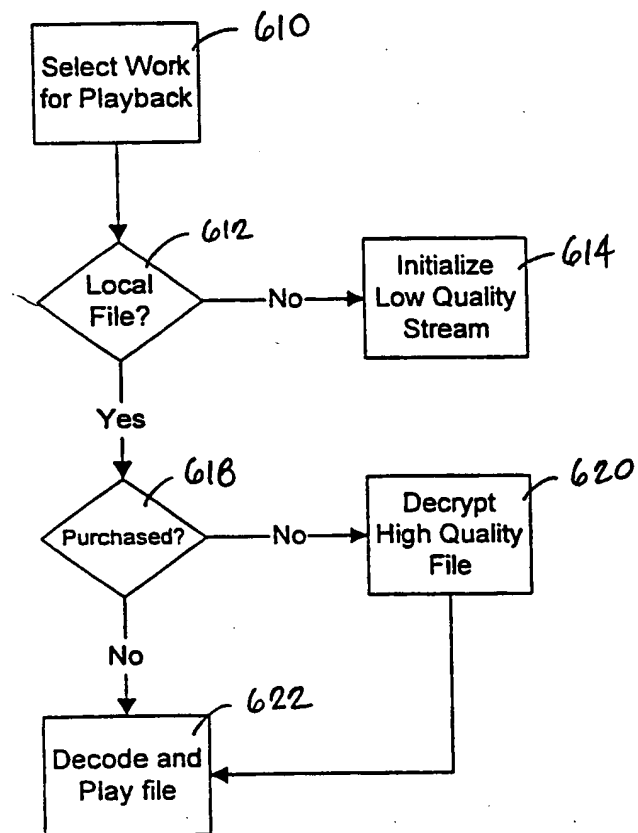 610
Select Work
for Playback
612
Local
File?
No
614
Initialize
Low Quality
Stream
Yes
618
Purchased?
No
620
Decrypt
High Quality
File
No
622
Decode and
Play file